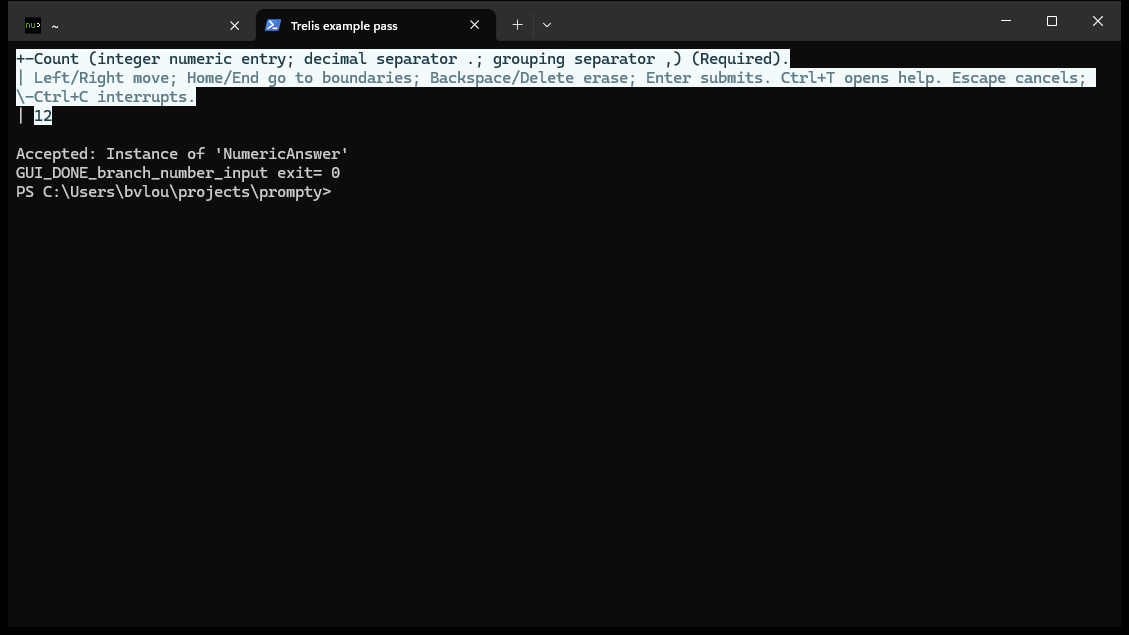 nu> ~
Trelis example pass
+-Count (integer numeric entry; decimal separator .; grouping separator ,) (Required).
| Left/Right move; Home/End go to boundaries; Backspace/Delete erase; Enter submits. Ctrl+T opens help. Escape cancels;
\-Ctrl+C interrupts.
| 12
Accepted: Instance of 'NumericAnswer'
GUI_DONE_branch_number_input exit= 0
PS C:\Users\bvlou\projects\prompty>